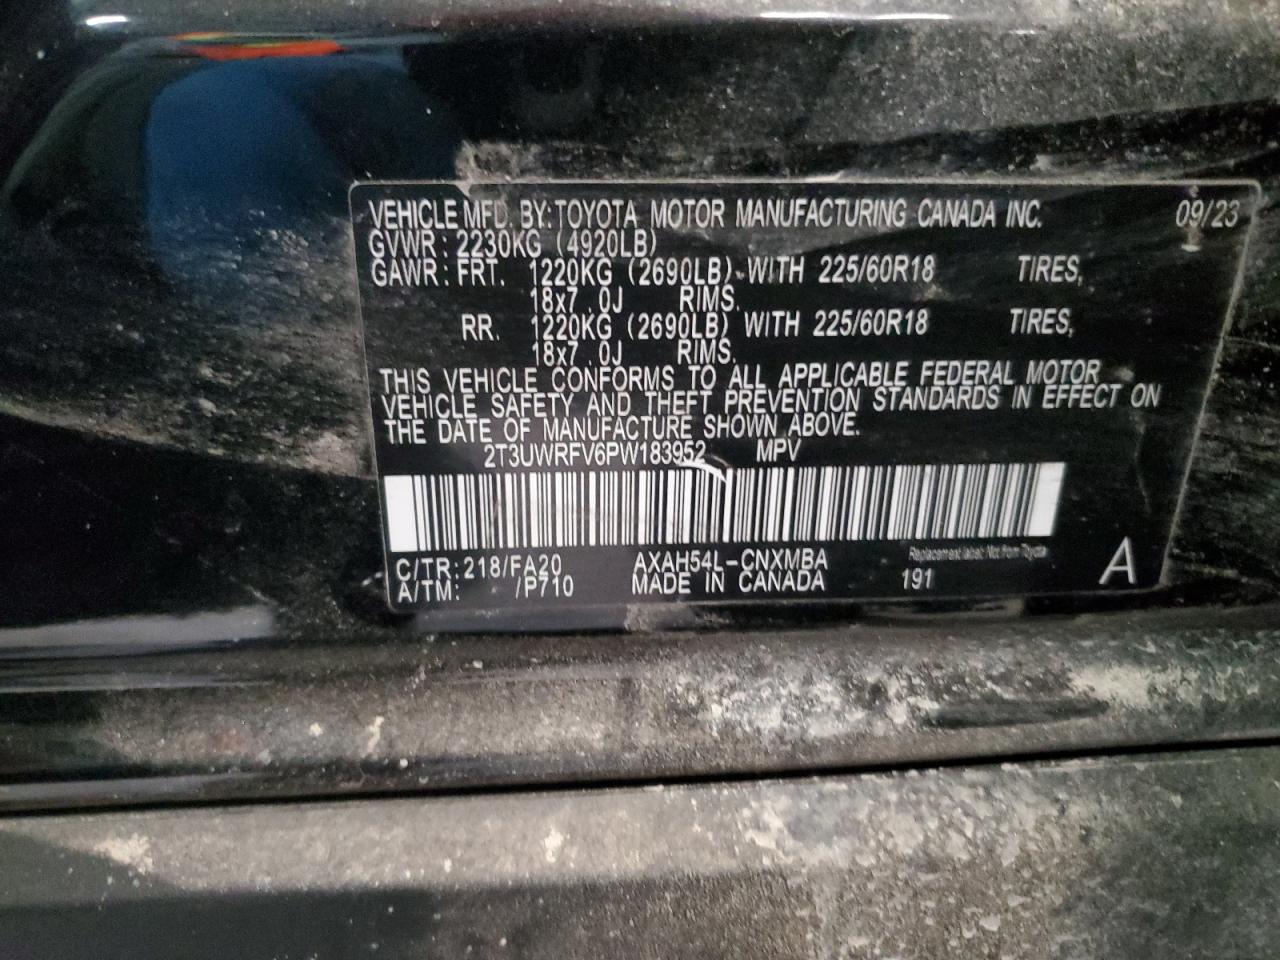 VEHICLE MFD. BY: TOYOTA MOTOR MANUFACTURING CANADA INC. 09/23
GVWR: 2230KG (4920LB)
GAWR: FRT. 1220KG (2690LB) WITH 225/60R18 TIRES,
18x7.0J RIMS.
RR. 1220KG (2690LB) WITH 225/60R18 TIRES,
18x7.0J RIMS.
THIS VEHICLE CONFORMS TO ALL APPLICABLE FEDERAL MOTOR
VEHICLE SAFETY AND THEFT PREVENTION STANDARDS IN EFFECT ON
THE DATE OF MANUFACTURE SHOWN ABOVE.
2T3UWRFV6PW183952 MPV
C/TR: 218/FA20 AXAH54L-CNXMBA Replacement label: Not from Toyota
A/TM: /P710 MADE IN CANADA 191 A